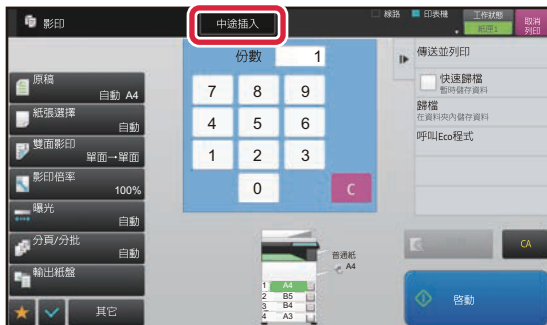 影印
中途插入
線路
印表機
工作狀態
紙匣1
取消
列印
原稿
自動 A4
紙張選擇
自動
雙面影印
單面→單面
影印倍率
100%
曝光
自動
分頁/分批
自動
輸出紙盤
其它
份數
1
7
8
9
4
5
6
1
2
3
0
C
普通紙
A4
1 A4
2 B5
3 B4
4 A3
傳送並列印
快速歸檔
暫時儲存資料
歸檔
在資料夾內儲存資料
呼叫Eco程式
CA
啓動